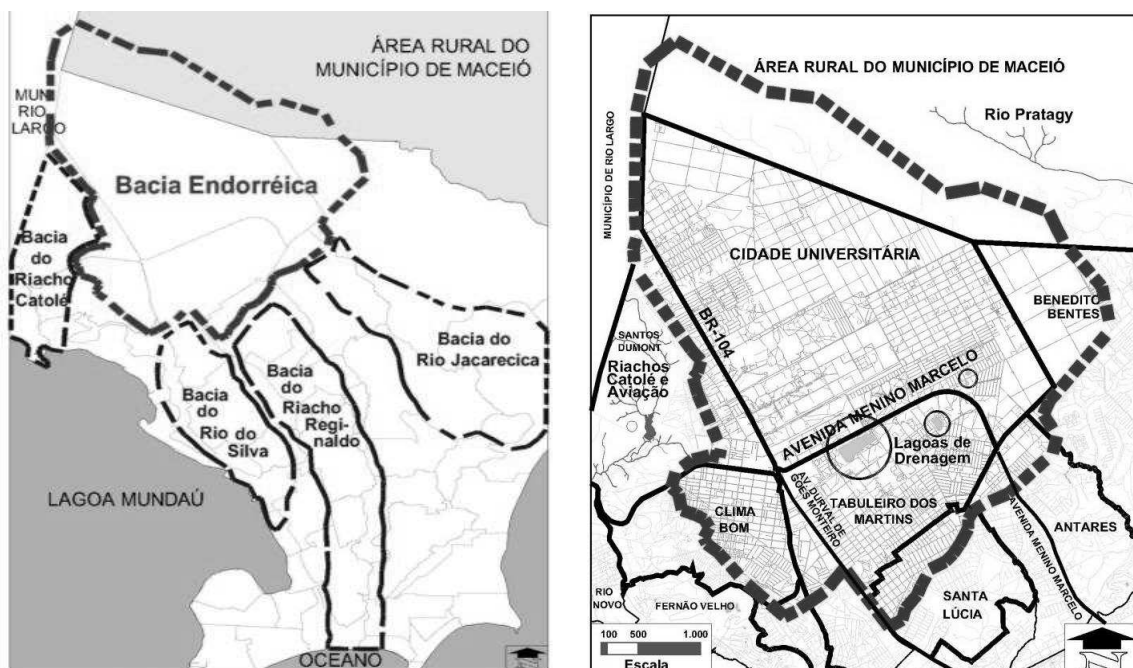 ÁREA RURAL DO
MUNICÍPIO DE MACEIÓ
MUNI
RIO
LARGO
Bacia Endorréica
Bacia
do
Riacho
Catolé
Bacia do
Rio Jacarecica
Bacia
do
Rio do
Silva
Bacia
do
Riacho
Regi-
naldo
LAGOA MUNDAÚ
OCEANO
ÁREA RURAL DO MUNICÍPIO DE MACEIÓ
Rio Pratagy
MUNICÍPIO DE RIO LARGO
CIDADE UNIVERSITÁRIA
BENEDITO
BENTES
BR-104
SANTOS
DUMONT
Riachos
Catolé e
Aviação
AVENIDA MENINO MARCELO
Lagoas de
Drenagem
CLIMA
BOM
AV. DURVAL DE
GÓES MONTEIRO
TABULEIRO DOS
MARTINS
AVENIDA MENINO MARCELO
ANTARES
SANTA
LÚCIA
RIO
NOVO
FERNÃO VELHO
100 500 1.000
Escala